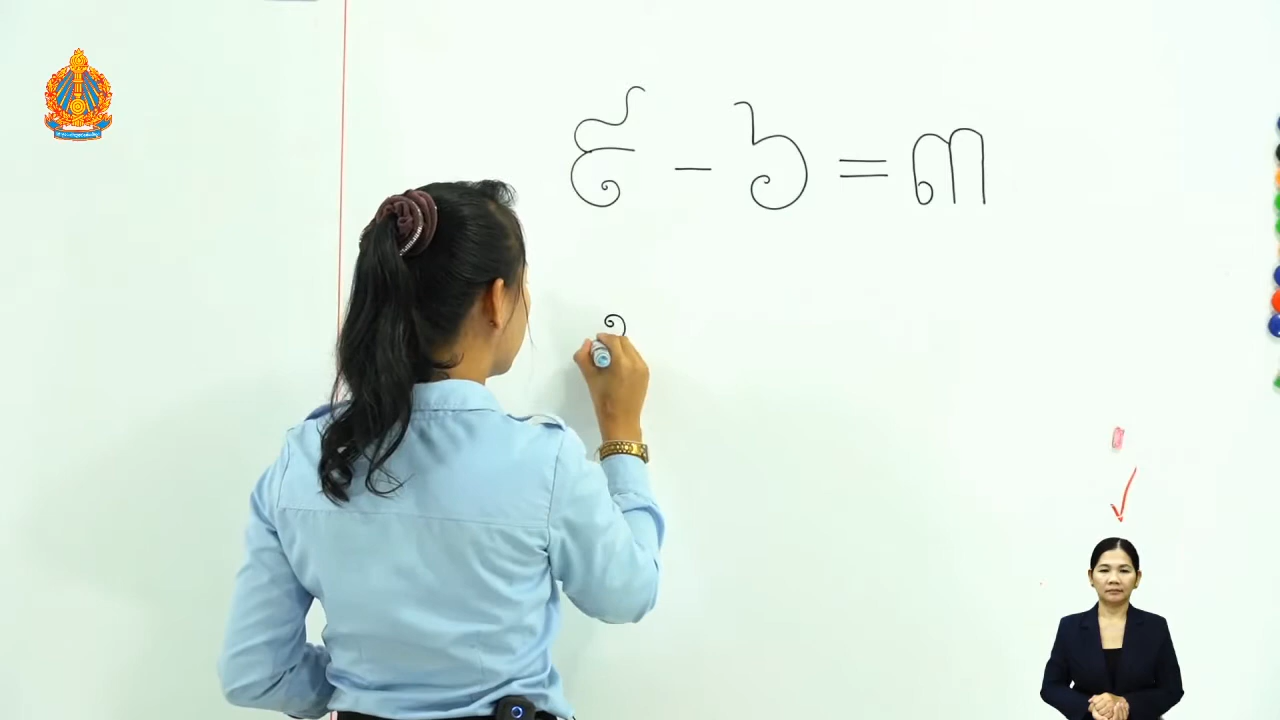 ៩ - ៦ = ៣